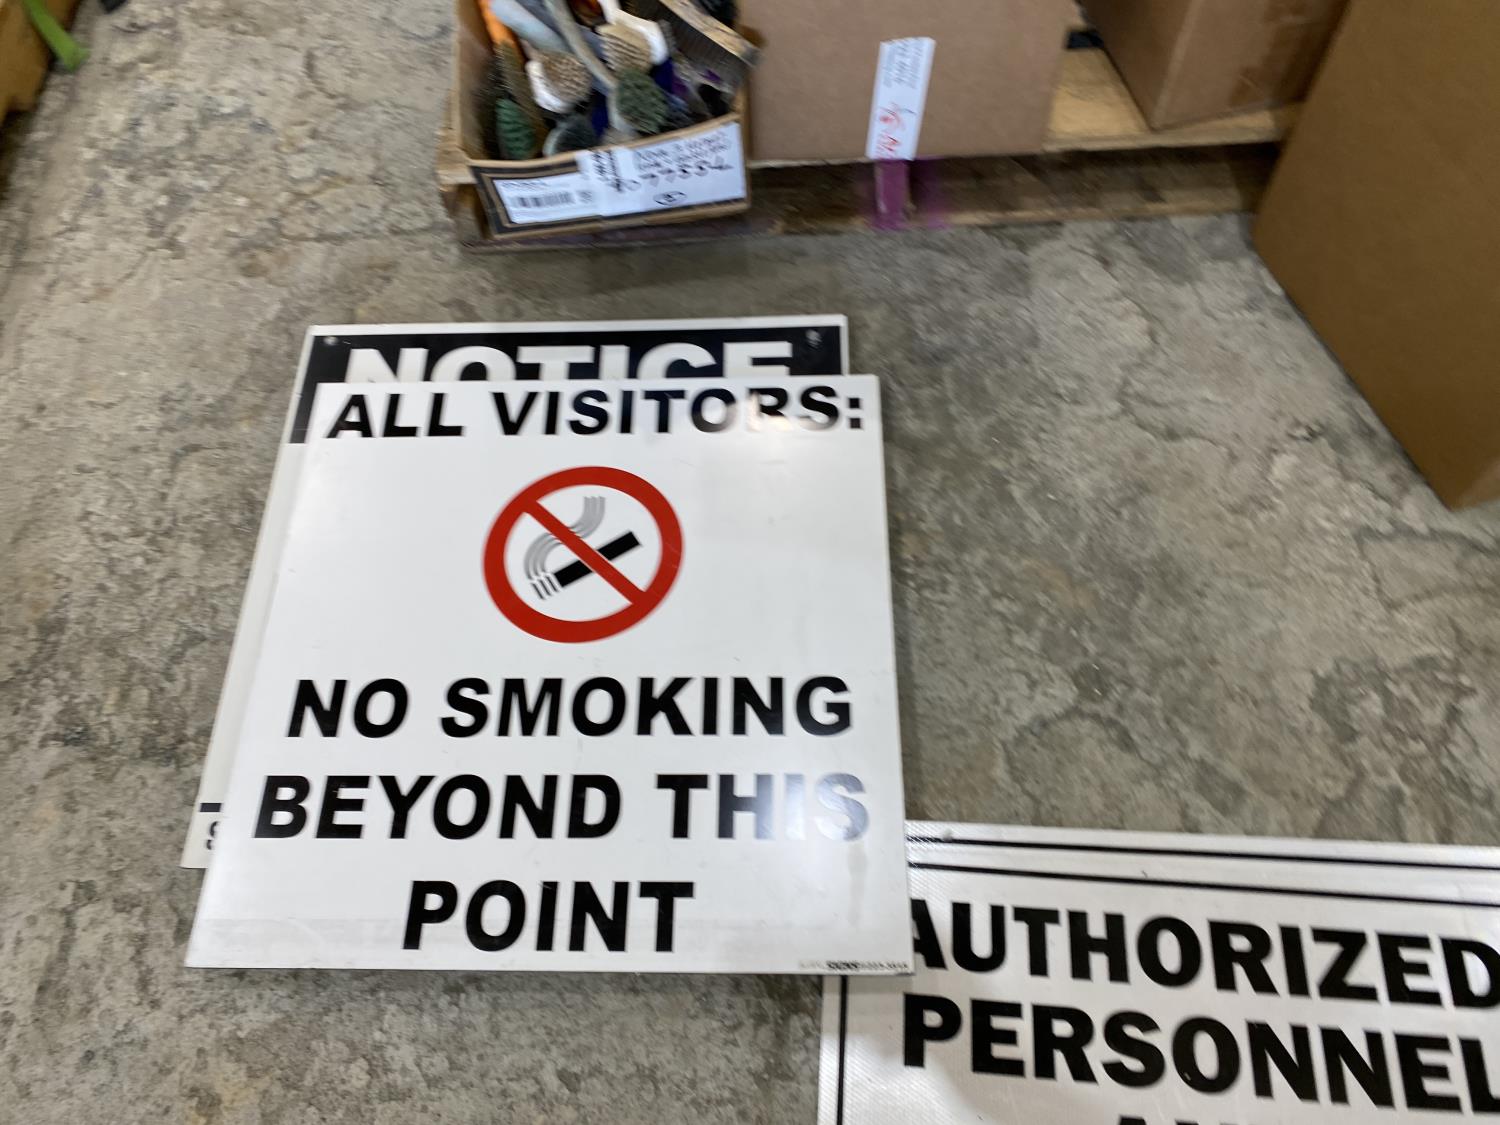 NOTICE
ALL VISITORS:
NO SMOKING
BEYOND THIS
POINT
AUTHORIZED
PERSONNEL